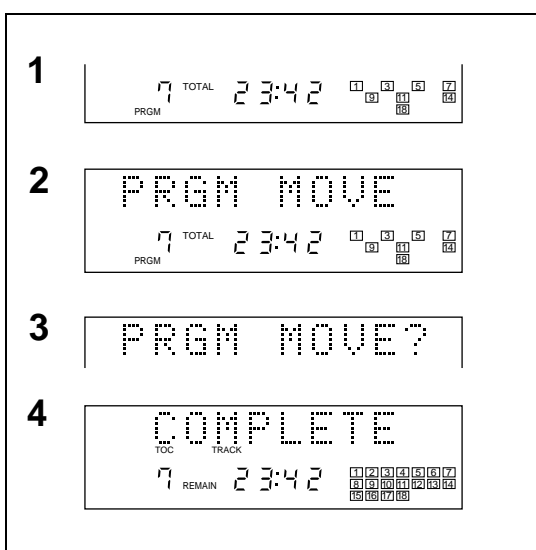 1
7 TOTAL 23:42 1 3 5 7
9 11 14
PRGM 18
2
PRGM MOVE
7 TOTAL 23:42 1 3 5 7
9 11 14
PRGM 18
3
PRGM MOVE?
4
COMPLETE
TOC TRACK
7 REMAIN 23:42 1 2 3 4 5 6 7
8 9 10 11 12 13 14
15 16 17 18